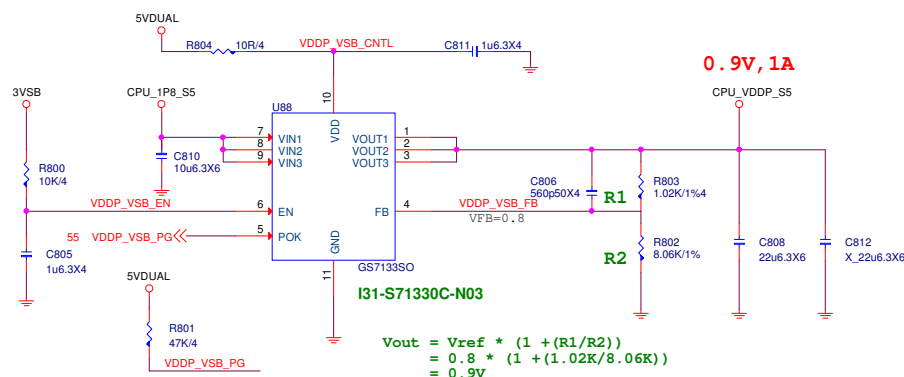 5VDUAL
R804 10R/4 VDDP_VSB_CNTL C811 1u6.3X4
0.9V,1A
3VSB CPU_1P8_S5 CPU_VDDP_S5
U88
10
VDD
7 VIN1 VOUT1 1
8 VIN2 VOUT2 2
9 VIN3 VOUT3 3
C810
10u6.3X6
R800
10K/4
C806
560p50X4
R1
R803
1.02K/1%4
VDDP_VSB_EN 6 EN FB 4 VDDP_VSB_FB
VFB=0.8
55 VDDP_VSB_PG 5 POK
C805
1u6.3X4
GND
11
GS7133SO
R2
R802
8.06K/1%
C808
22u6.3X6
C812
X_22u6.3X6
I31-S71330C-N03
5VDUAL
R801
47K/4
VDDP_VSB_PG
Vout = Vref * (1 +(R1/R2))
= 0.8 * (1 +(1.02K/8.06K))
= 0.9V